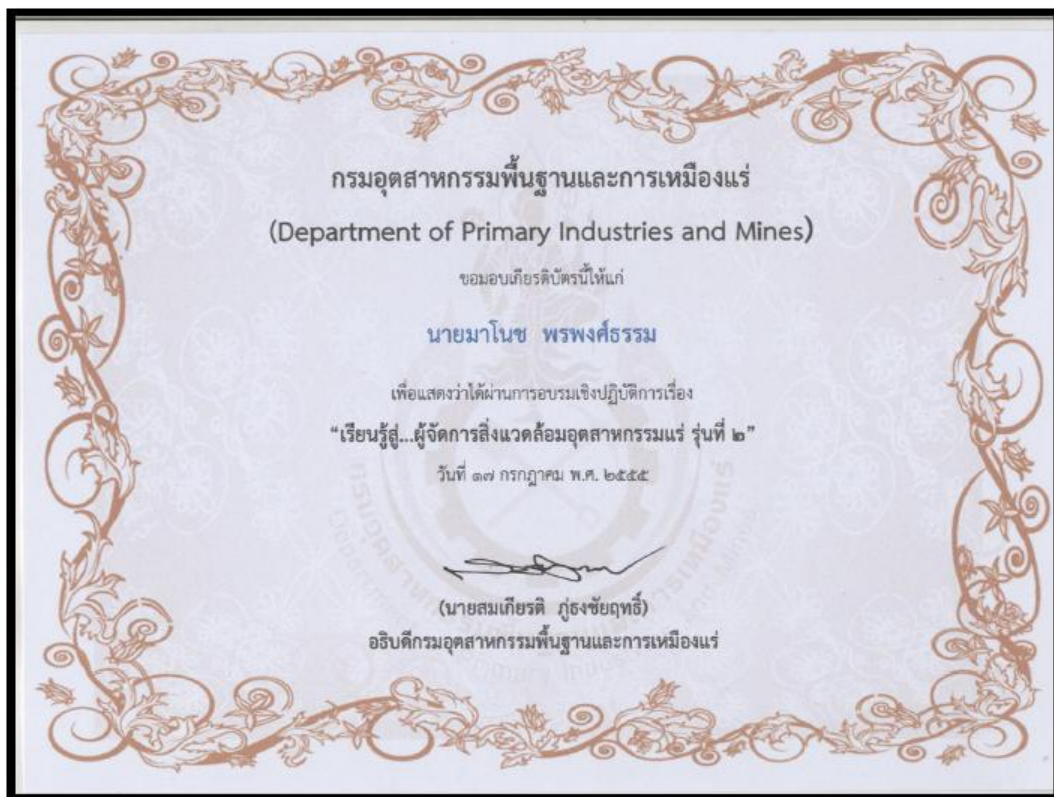 กรมอุตสาหกรรมพื้นฐานและการเหมืองแร่
(Department of Primary Industries and Mines)
ขอมอบเกียรติบัตรนี้ให้แก่
นายมาโนช พรพงศ์ธรรม
เพื่อแสดงว่าได้ผ่านการอบรมเชิงปฏิบัติการเรื่อง
“เรียนรู้สู่...ผู้จัดการสิ่งแวดล้อมอุตสาหกรรมแร่ รุ่นที่ ๒”
วันที่ ๑๗ กรกฎาคม พ.ศ. ๒๕๕๕
(นายสมเกียรติ ภู่ธงชัยฤทธิ์)
อธิบดีกรมอุตสาหกรรมพื้นฐานและการเหมืองแร่